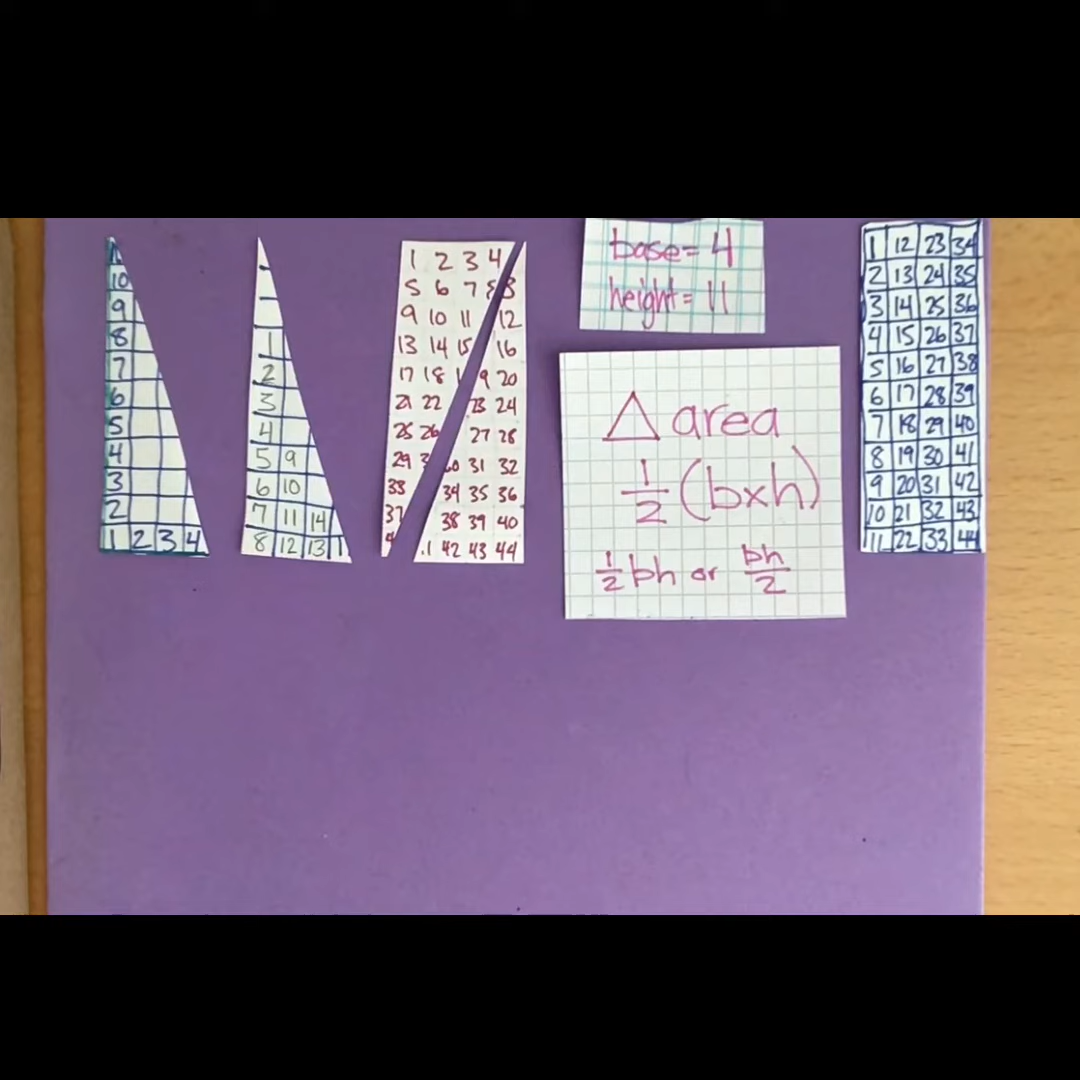 11
10
9
8
7
6
5
4
3
2
1 2 3 4
1
2
3
4
5 9
6 10
7 11 14
8 12 13 1
1 2 3 4
5 6 7 8 8
9 10 11 12
13 14 15 16
17 18 19 20
21 22 23 24
25 26 27 28
29 31 32
33 34 35 36
37 38 39 40
42 43 44
base = 4
height = 11
△ area
½ (b×h)
½ bh or bh/2
1 12 23 34
2 13 24 35
3 14 25 36
4 15 26 37
5 16 27 38
6 17 28 39
7 18 29 40
8 19 30 41
9 20 31 42
10 21 32 43
11 22 33 44